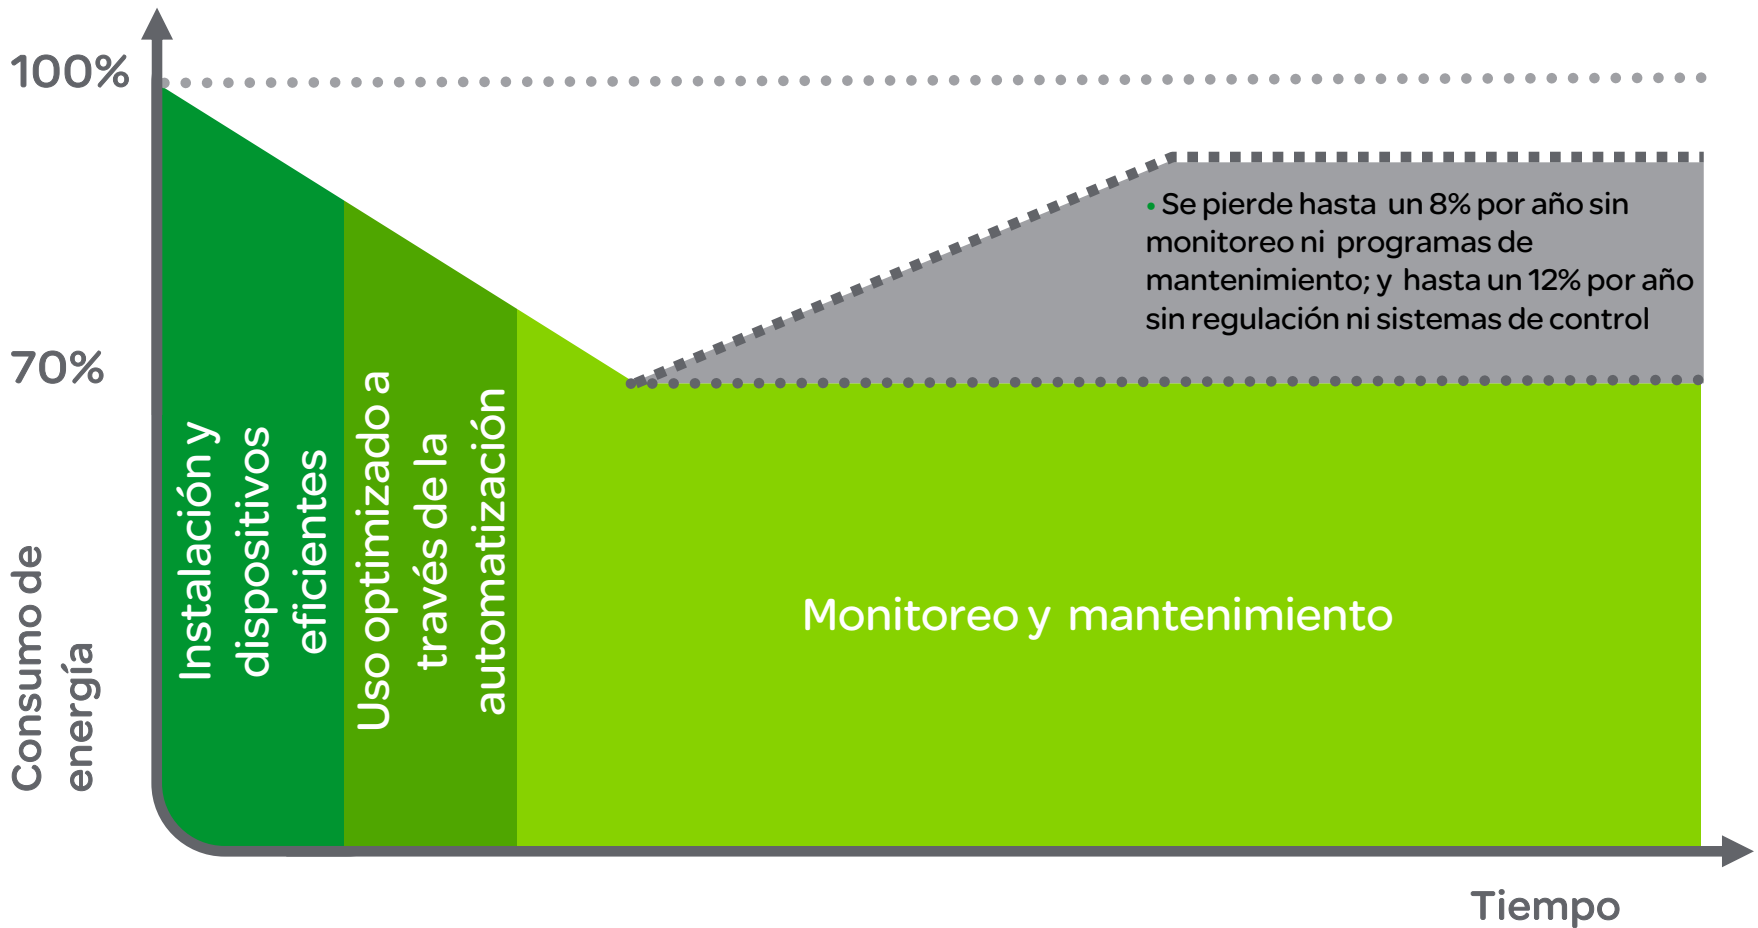 100%
70%
Consumo de
energía
Instalación y
dispositivos
eficientes
Uso optimizado a
través de la
automatización
• Se pierde hasta un 8% por año sin
monitoreo ni programas de
mantenimiento; y hasta un 12% por año
sin regulación ni sistemas de control
Monitoreo y mantenimiento
Tiempo